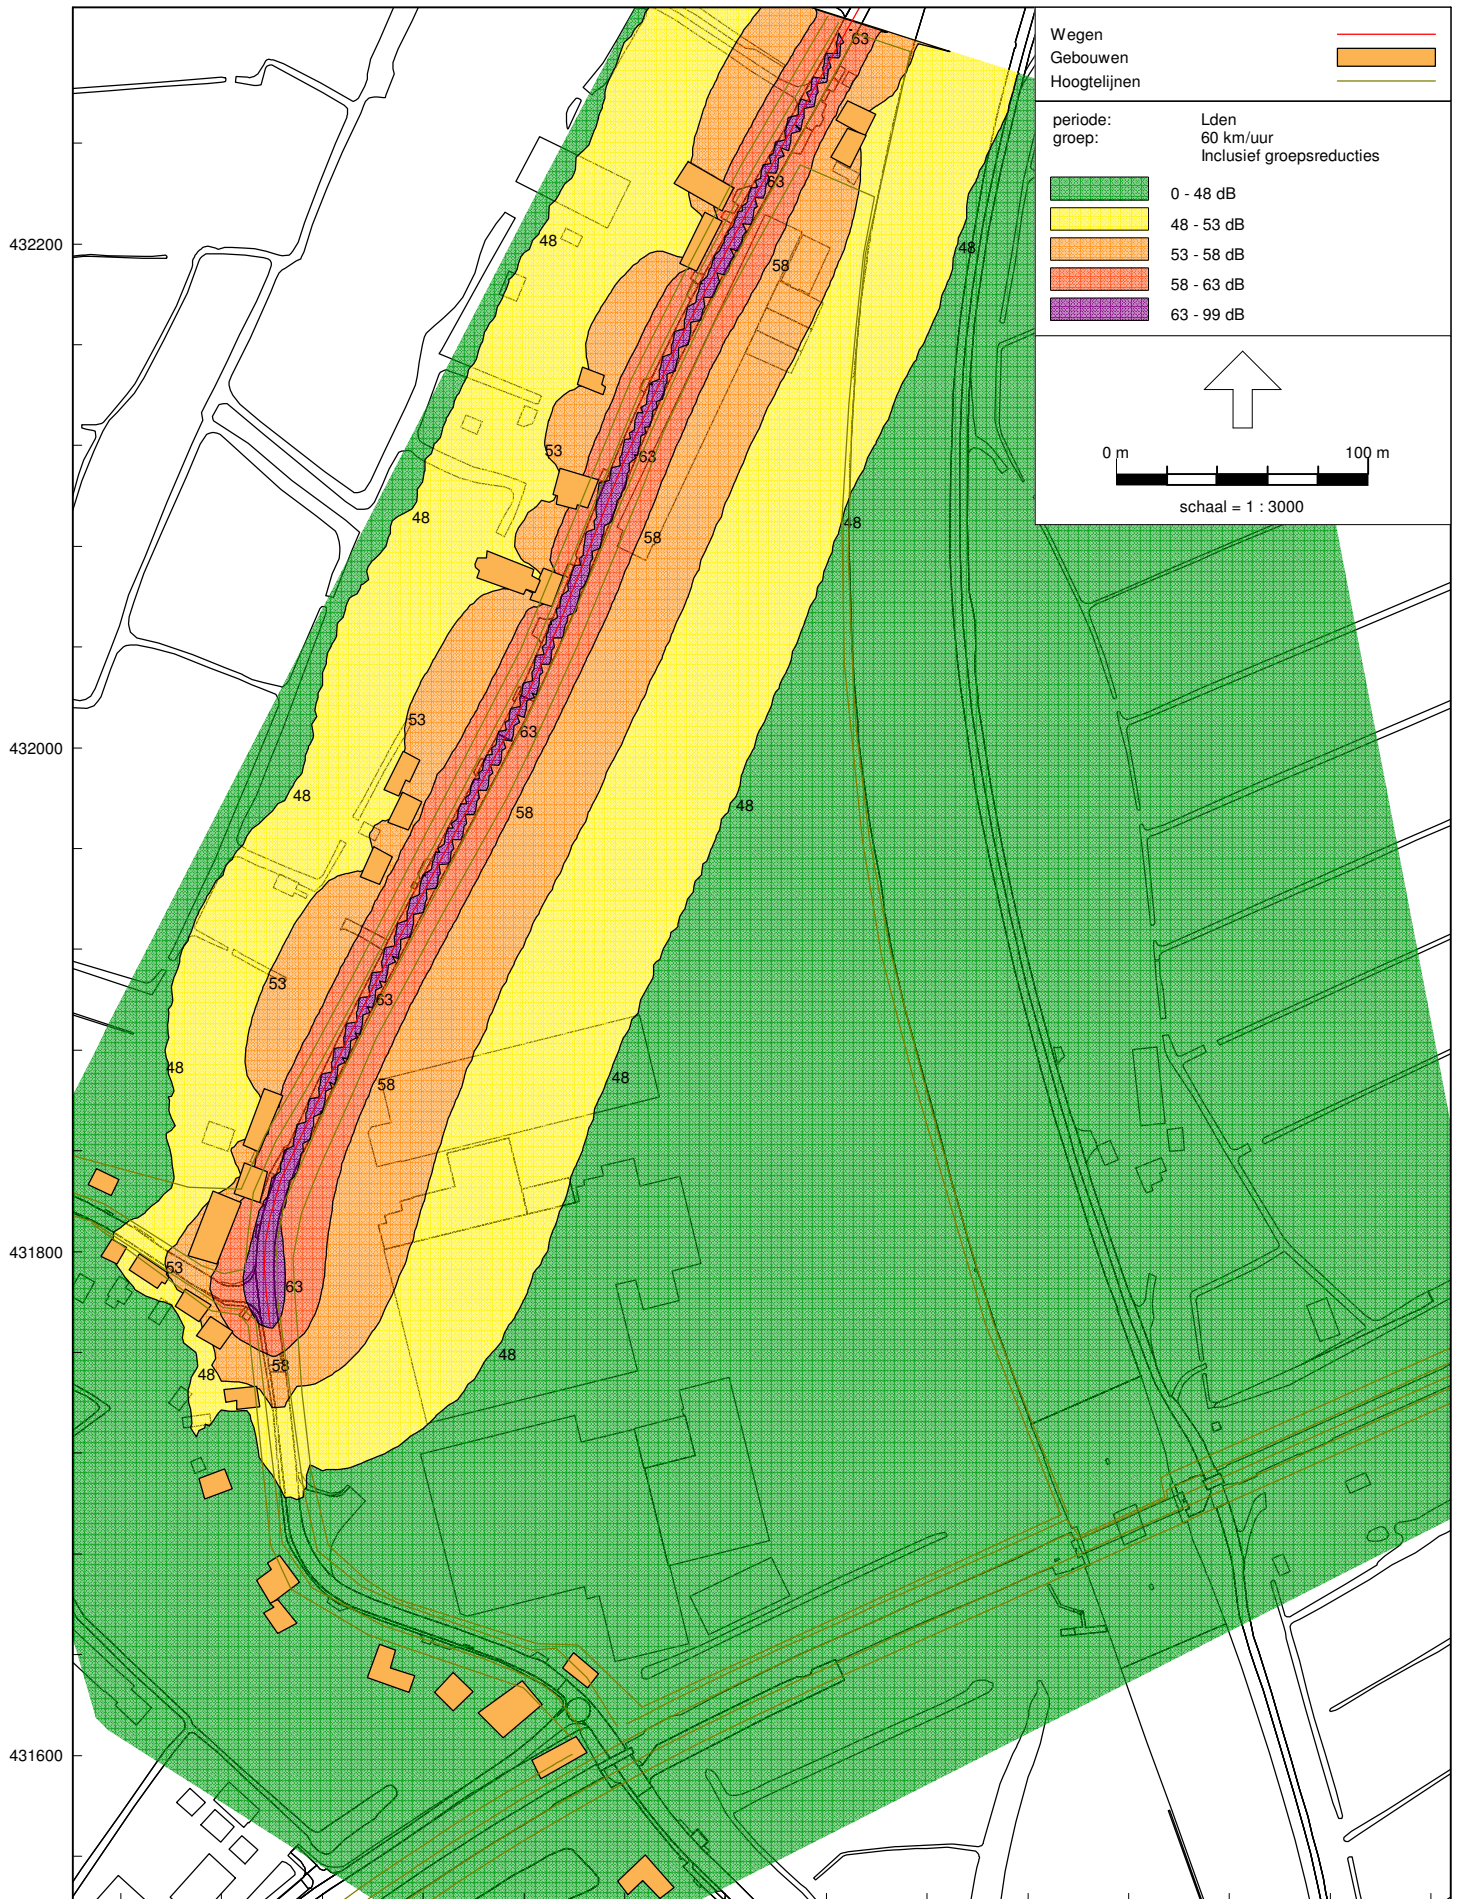 Wegen
Gebouwen
Hoogtelijnen
periode: Lden
groep: 60 km/uur
Inclusief groepsreducties
0 - 48 dB
48 - 53 dB
53 - 58 dB
58 - 63 dB
63 - 99 dB
0 m 100 m
schaal = 1 : 3000
63
63
432200
48
48
58
53
63
48
48
58
53
63
432000
48
48
58
53
63
48
58
48
431800
53
63
48
58
48
431600